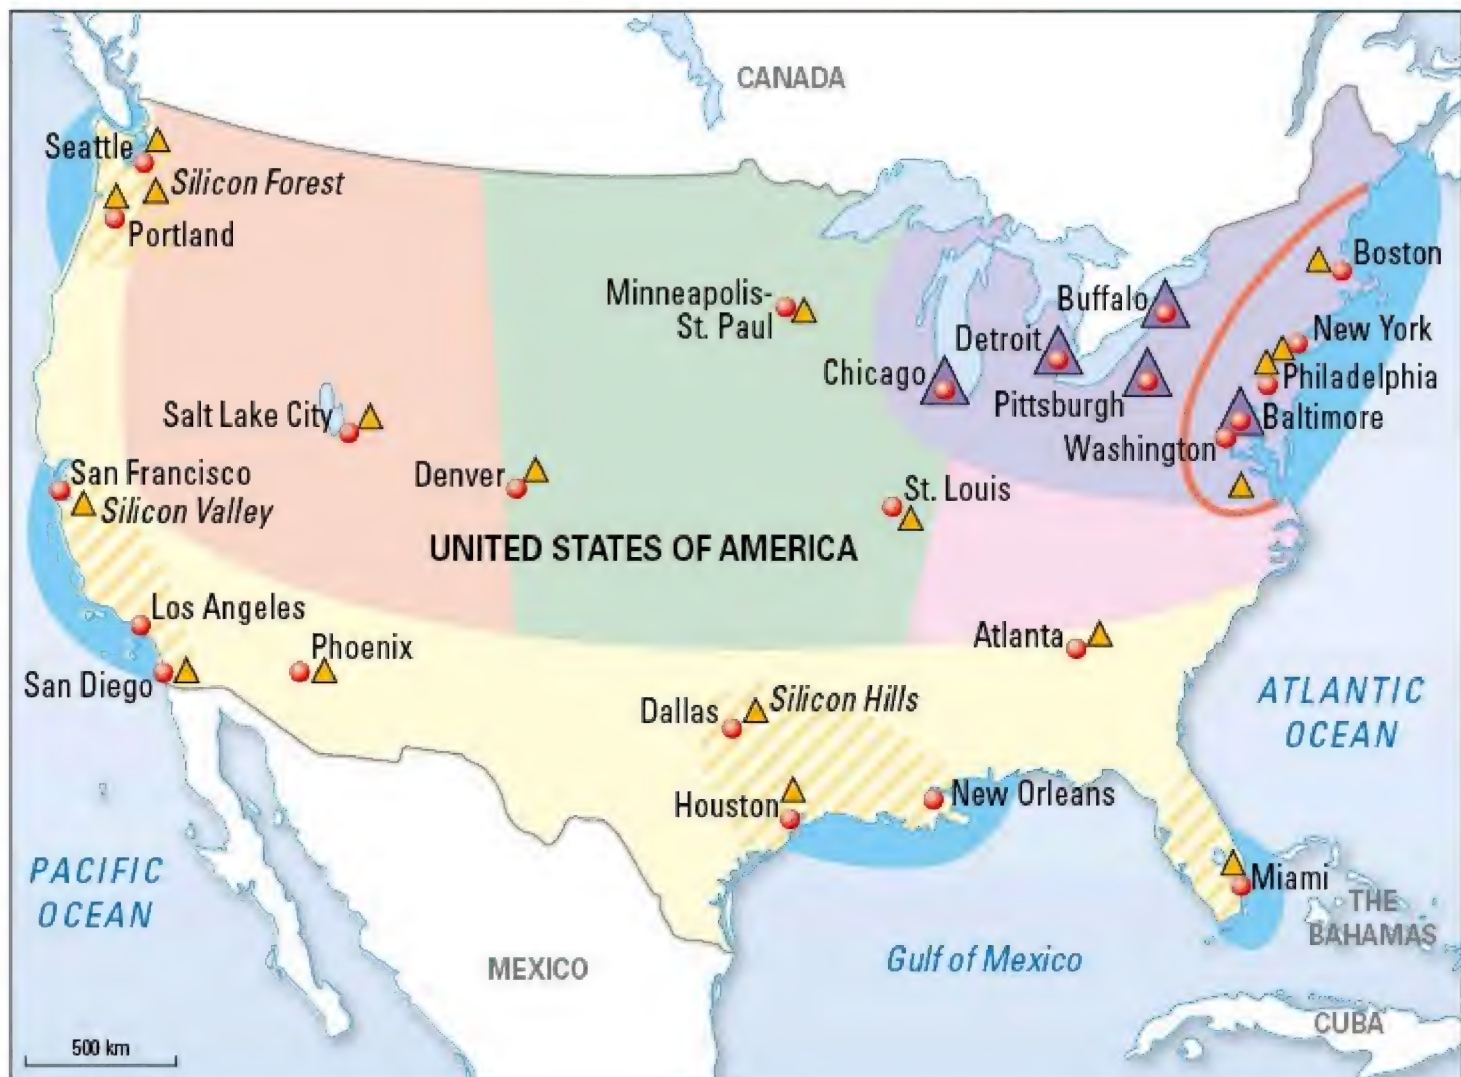 CANADA
Seattle
Silicon Forest
Portland
Boston
Minneapolis-
St. Paul
Buffalo
New York
Detroit
Chicago
Philadelphia
Pittsburgh
Salt Lake City
Baltimore
Washington
San Francisco
Denver
St. Louis
Silicon Valley
UNITED STATES OF AMERICA
Los Angeles
Phoenix
Atlanta
San Diego
ATLANTIC
OCEAN
Silicon Hills
Dallas
Houston
New Orleans
PACIFIC
OCEAN
Miami
THE
BAHAMAS
Gulf of Mexico
MEXICO
CUBA
500 km